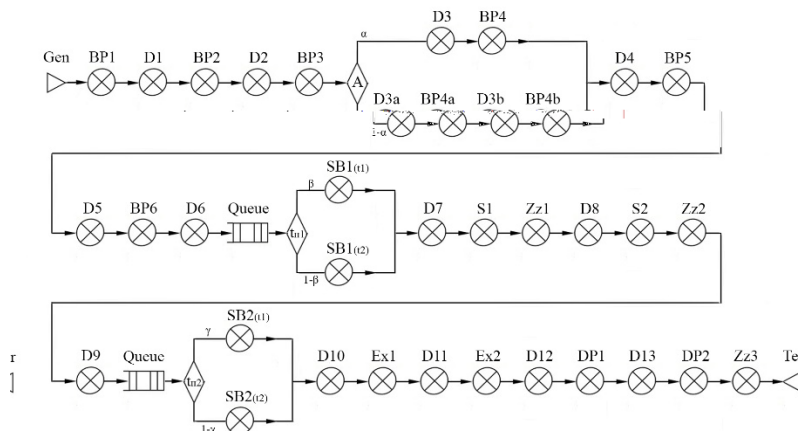 α D3 BP4
Gen BP1 D1 BP2 D2 BP3 D4 BP5
A
D3a BP4a D3b BP4b
1-α
β SB1(t1)
D5 BP6 D6 Queue D7 S1 Zz1 D8 S2 Zz2
tn1
SB1(t2)
1-β
γ SB2(t1)
r D9 Queue D10 Ex1 D11 Ex2 D12 DP1 D13 DP2 Zz3 Te
tn2
SB2(t2)